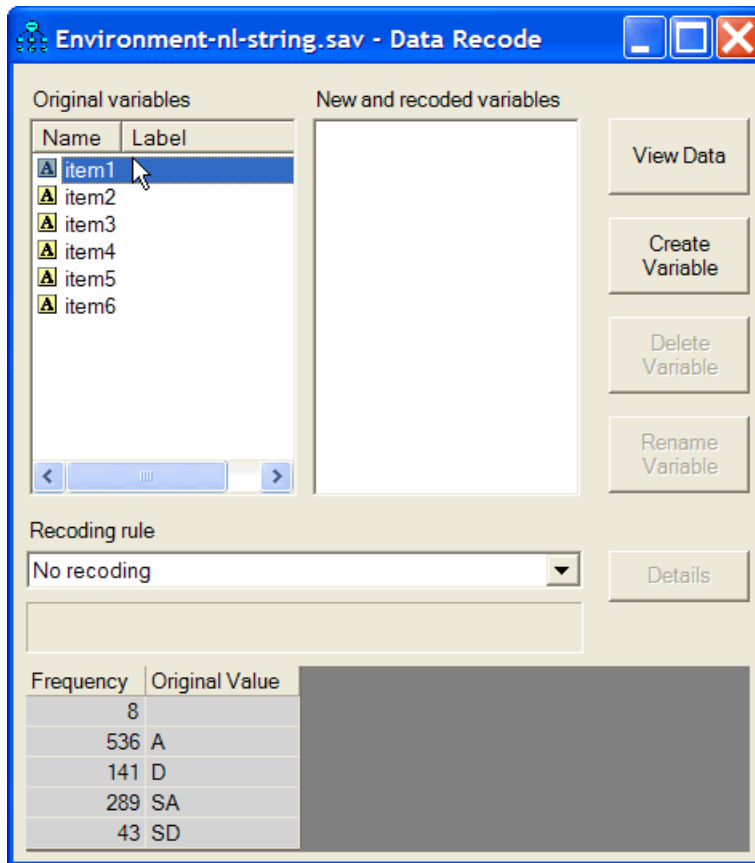 Environment-nl-string.sav - Data Recode
Original variables
New and recoded variables
Name Label
A item1
A item2
A item3
A item4
A item5
A item6
View Data
Create
Variable
Delete
Variable
Rename
Variable
Recoding rule
No recoding
Details
Frequency Original Value
8
536 A
141 D
289 SA
43 SD